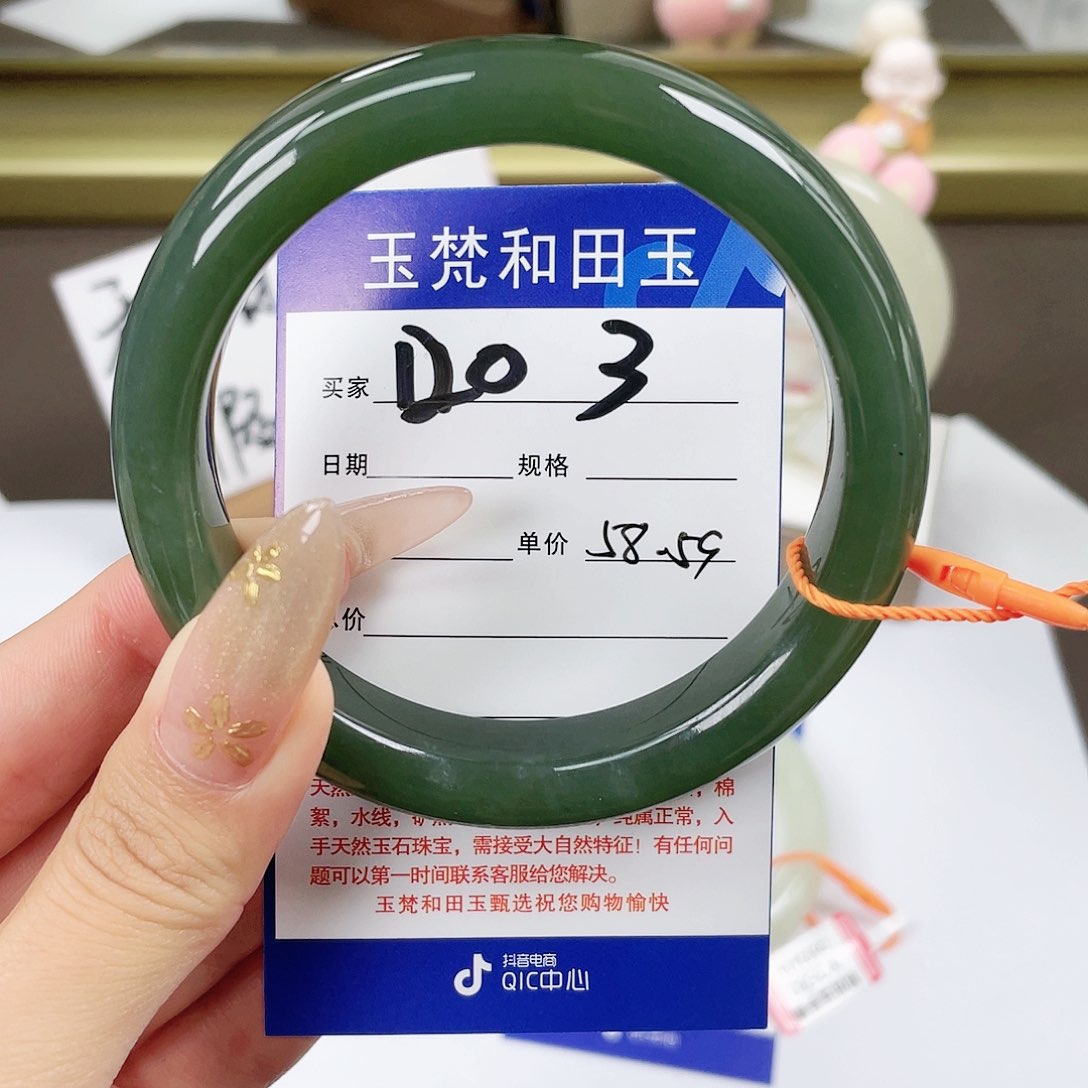 玉梵和田玉
买家 DO 3
日期 规格
单价 58.59
价
天然 ，棉
絮，水线， 纯属正常，入
手天然玉石珠宝，需接受大自然特征！有任何问
题可以第一时间联系客服给您解决。
玉梵和田玉甄选祝您购物愉快
抖音电商
QIC中心